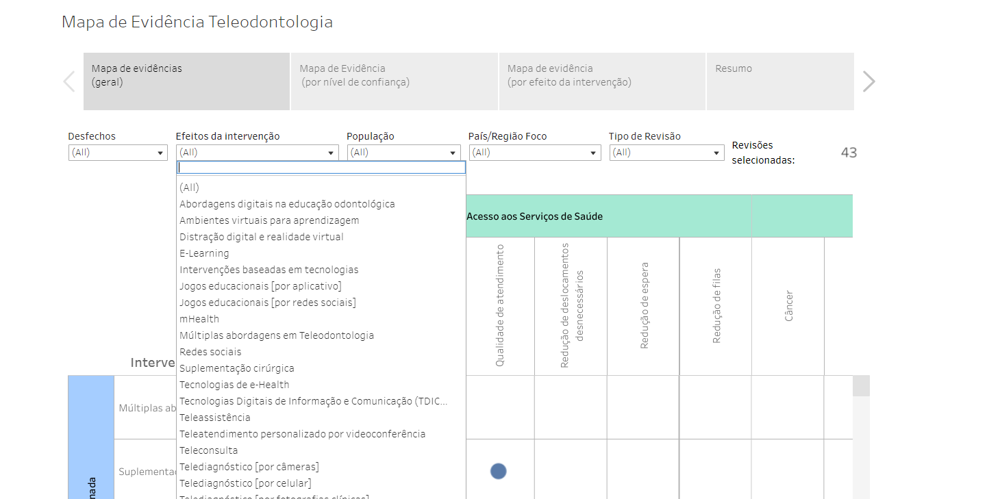 Mapa de Evidência Teleodontologia
Mapa de evidências
(geral)
Mapa de Evidência
(por nível de confiança)
Mapa de evidência
(por efeito da intervenção)
Resumo
Desfechos
(All)
Efeitos da intervenção
(All)
População
(All)
País/Região Foco
(All)
Tipo de Revisão
(All)
Revisões
selecionadas:
43
(All)
Abordagens digitais na educação odontológica
Ambientes virtuais para aprendizagem
Distração digital e realidade virtual
E-Learning
Intervenções baseadas em tecnologias
Jogos educacionais [por aplicativo]
Jogos educacionais [por redes sociais]
mHealth
Múltiplas abordagens em Teleodontologia
Redes sociais
Suplementação cirúrgica
Tecnologias de e-Health
Tecnologias Digitais de Informação e Comunicação (TDIC...
Teleassistência
Teleatendimento personalizado por videoconferência
Teleconsulta
Telediagnóstico [por câmeras]
Telediagnóstico [por celular]
Telediagnóstico [por fotografias clínicas]
Acesso aos Serviços de Saúde
Qualidade de atendimento
Redução de deslocamentos
desnecessários
Redução de espera
Redução de filas
Câncer
Interve
Múltiplas ab
Suplementaç
nada